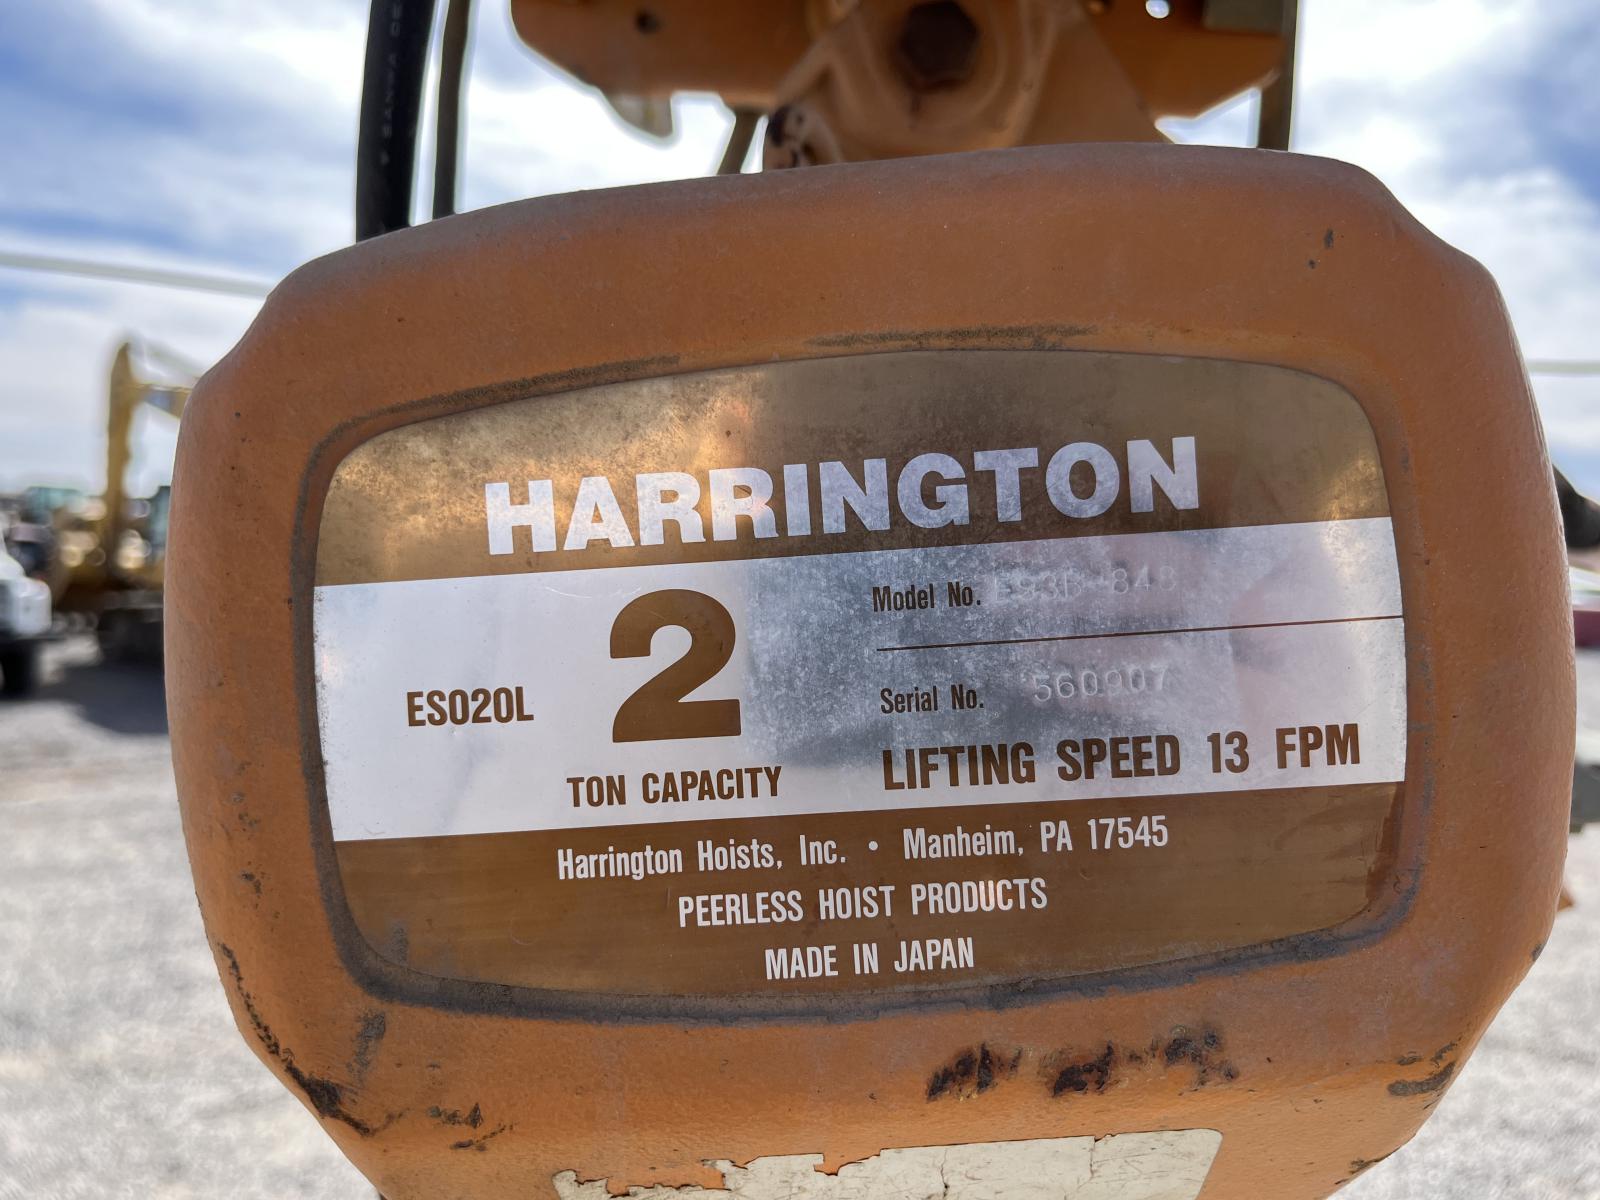 HARRINGTON
ES020L
2
TON CAPACITY
Model No.
Serial No. 560907
LIFTING SPEED 13 FPM
Harrington Hoists, Inc. • Manheim, PA 17545
PEERLESS HOIST PRODUCTS
MADE IN JAPAN